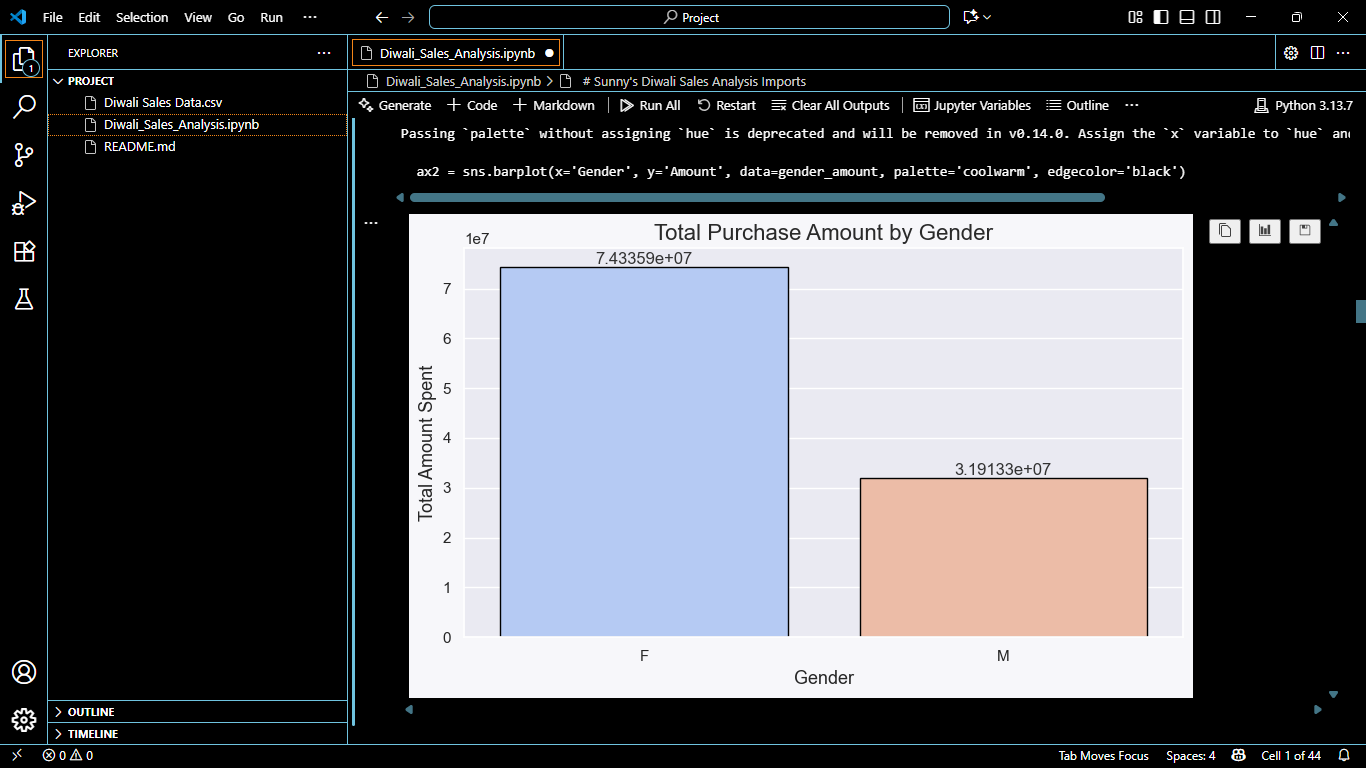 File Edit Selection View Go Run ···
Project
EXPLORER ···
PROJECT
Diwali Sales Data.csv
Diwali_Sales_Analysis.ipynb
README.md
OUTLINE
TIMELINE
1
Diwali_Sales_Analysis.ipynb
Diwali_Sales_Analysis.ipynb > # Sunny's Diwali Sales Analysis Imports
Generate + Code + Markdown Run All Restart Clear All Outputs Jupyter Variables Outline ··· Python 3.13.7
Passing `palette` without assigning `hue` is deprecated and will be removed in v0.14.0. Assign the `x` variable to `hue` and
ax2 = sns.barplot(x='Gender', y='Amount', data=gender_amount, palette='coolwarm', edgecolor='black')
Total Purchase Amount by Gender
1e7
7.43359e+07
3.19133e+07
7
6
5
4
3
2
1
0
Total Amount Spent
F M
Gender
0 0
Tab Moves Focus Spaces: 4 Cell 1 of 44